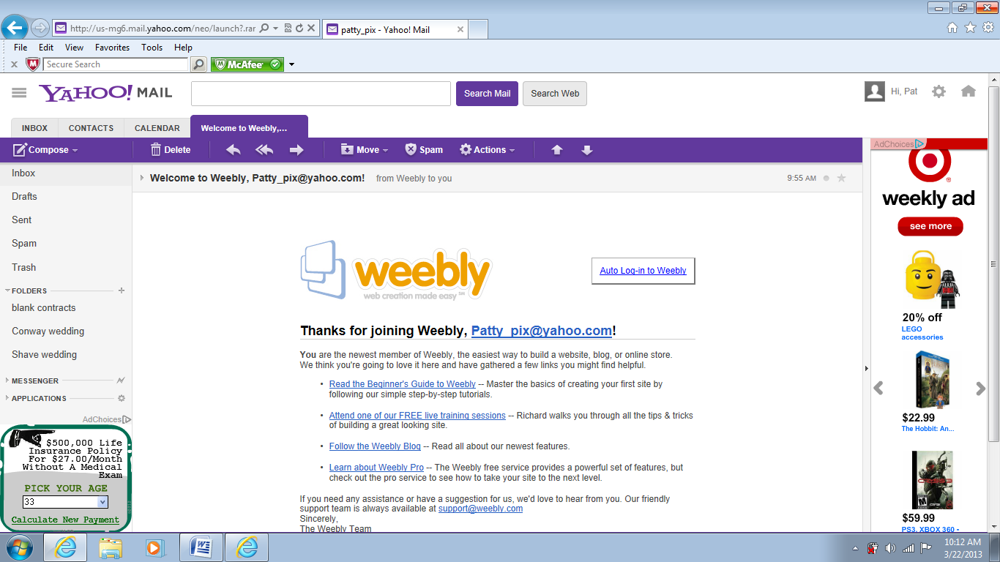 http://us-mg6.mail.yahoo.com/neo/launch?.rar
patty_pix - Yahoo! Mail
File Edit View Favorites Tools Help
Secure Search
McAfee
YAHOO! MAIL
Search Mail
Search Web
Hi, Pat
INBOX
CONTACTS
CALENDAR
Welcome to Weebly,...
Compose
Delete
Move
Spam
Actions
Inbox
Drafts
Sent
Spam
Trash
FOLDERS
blank contracts
Conway wedding
Shave wedding
MESSENGER
APPLICATIONS
AdChoices
$500,000 Life
Insurance Policy
For $27.00/Month
Without A Medical
Exam
PICK YOUR AGE
33
Calculate New Payment
Welcome to Weebly, Patty_pix@yahoo.com! from Weebly to you
9:55 AM
weebly
web creation made easy SM
Auto Log-in to Weebly
Thanks for joining Weebly, Patty_pix@yahoo.com!
You are the newest member of Weebly, the easiest way to build a website, blog, or online store.
We think you're going to love it here and have gathered a few links you might find helpful.
• Read the Beginner's Guide to Weebly -- Master the basics of creating your first site by
following our simple step-by-step tutorials.
• Attend one of our FREE live training sessions -- Richard walks you through all the tips & tricks
of building a great looking site.
• Follow the Weebly Blog -- Read all about our newest features.
• Learn about Weebly Pro -- The Weebly free service provides a powerful set of features, but
check out the pro service to see how to take your site to the next level.
If you need any assistance or have a suggestion for us, we'd love to hear from you. Our friendly
support team is always available at support@weebly.com
Sincerely,
The Weebly Team
AdChoices
weekly ad
see more
20% off
LEGO
accessories
$22.99
The Hobbit: An...
$59.99
PS3, XBOX 360 -
10:12 AM
3/22/2013